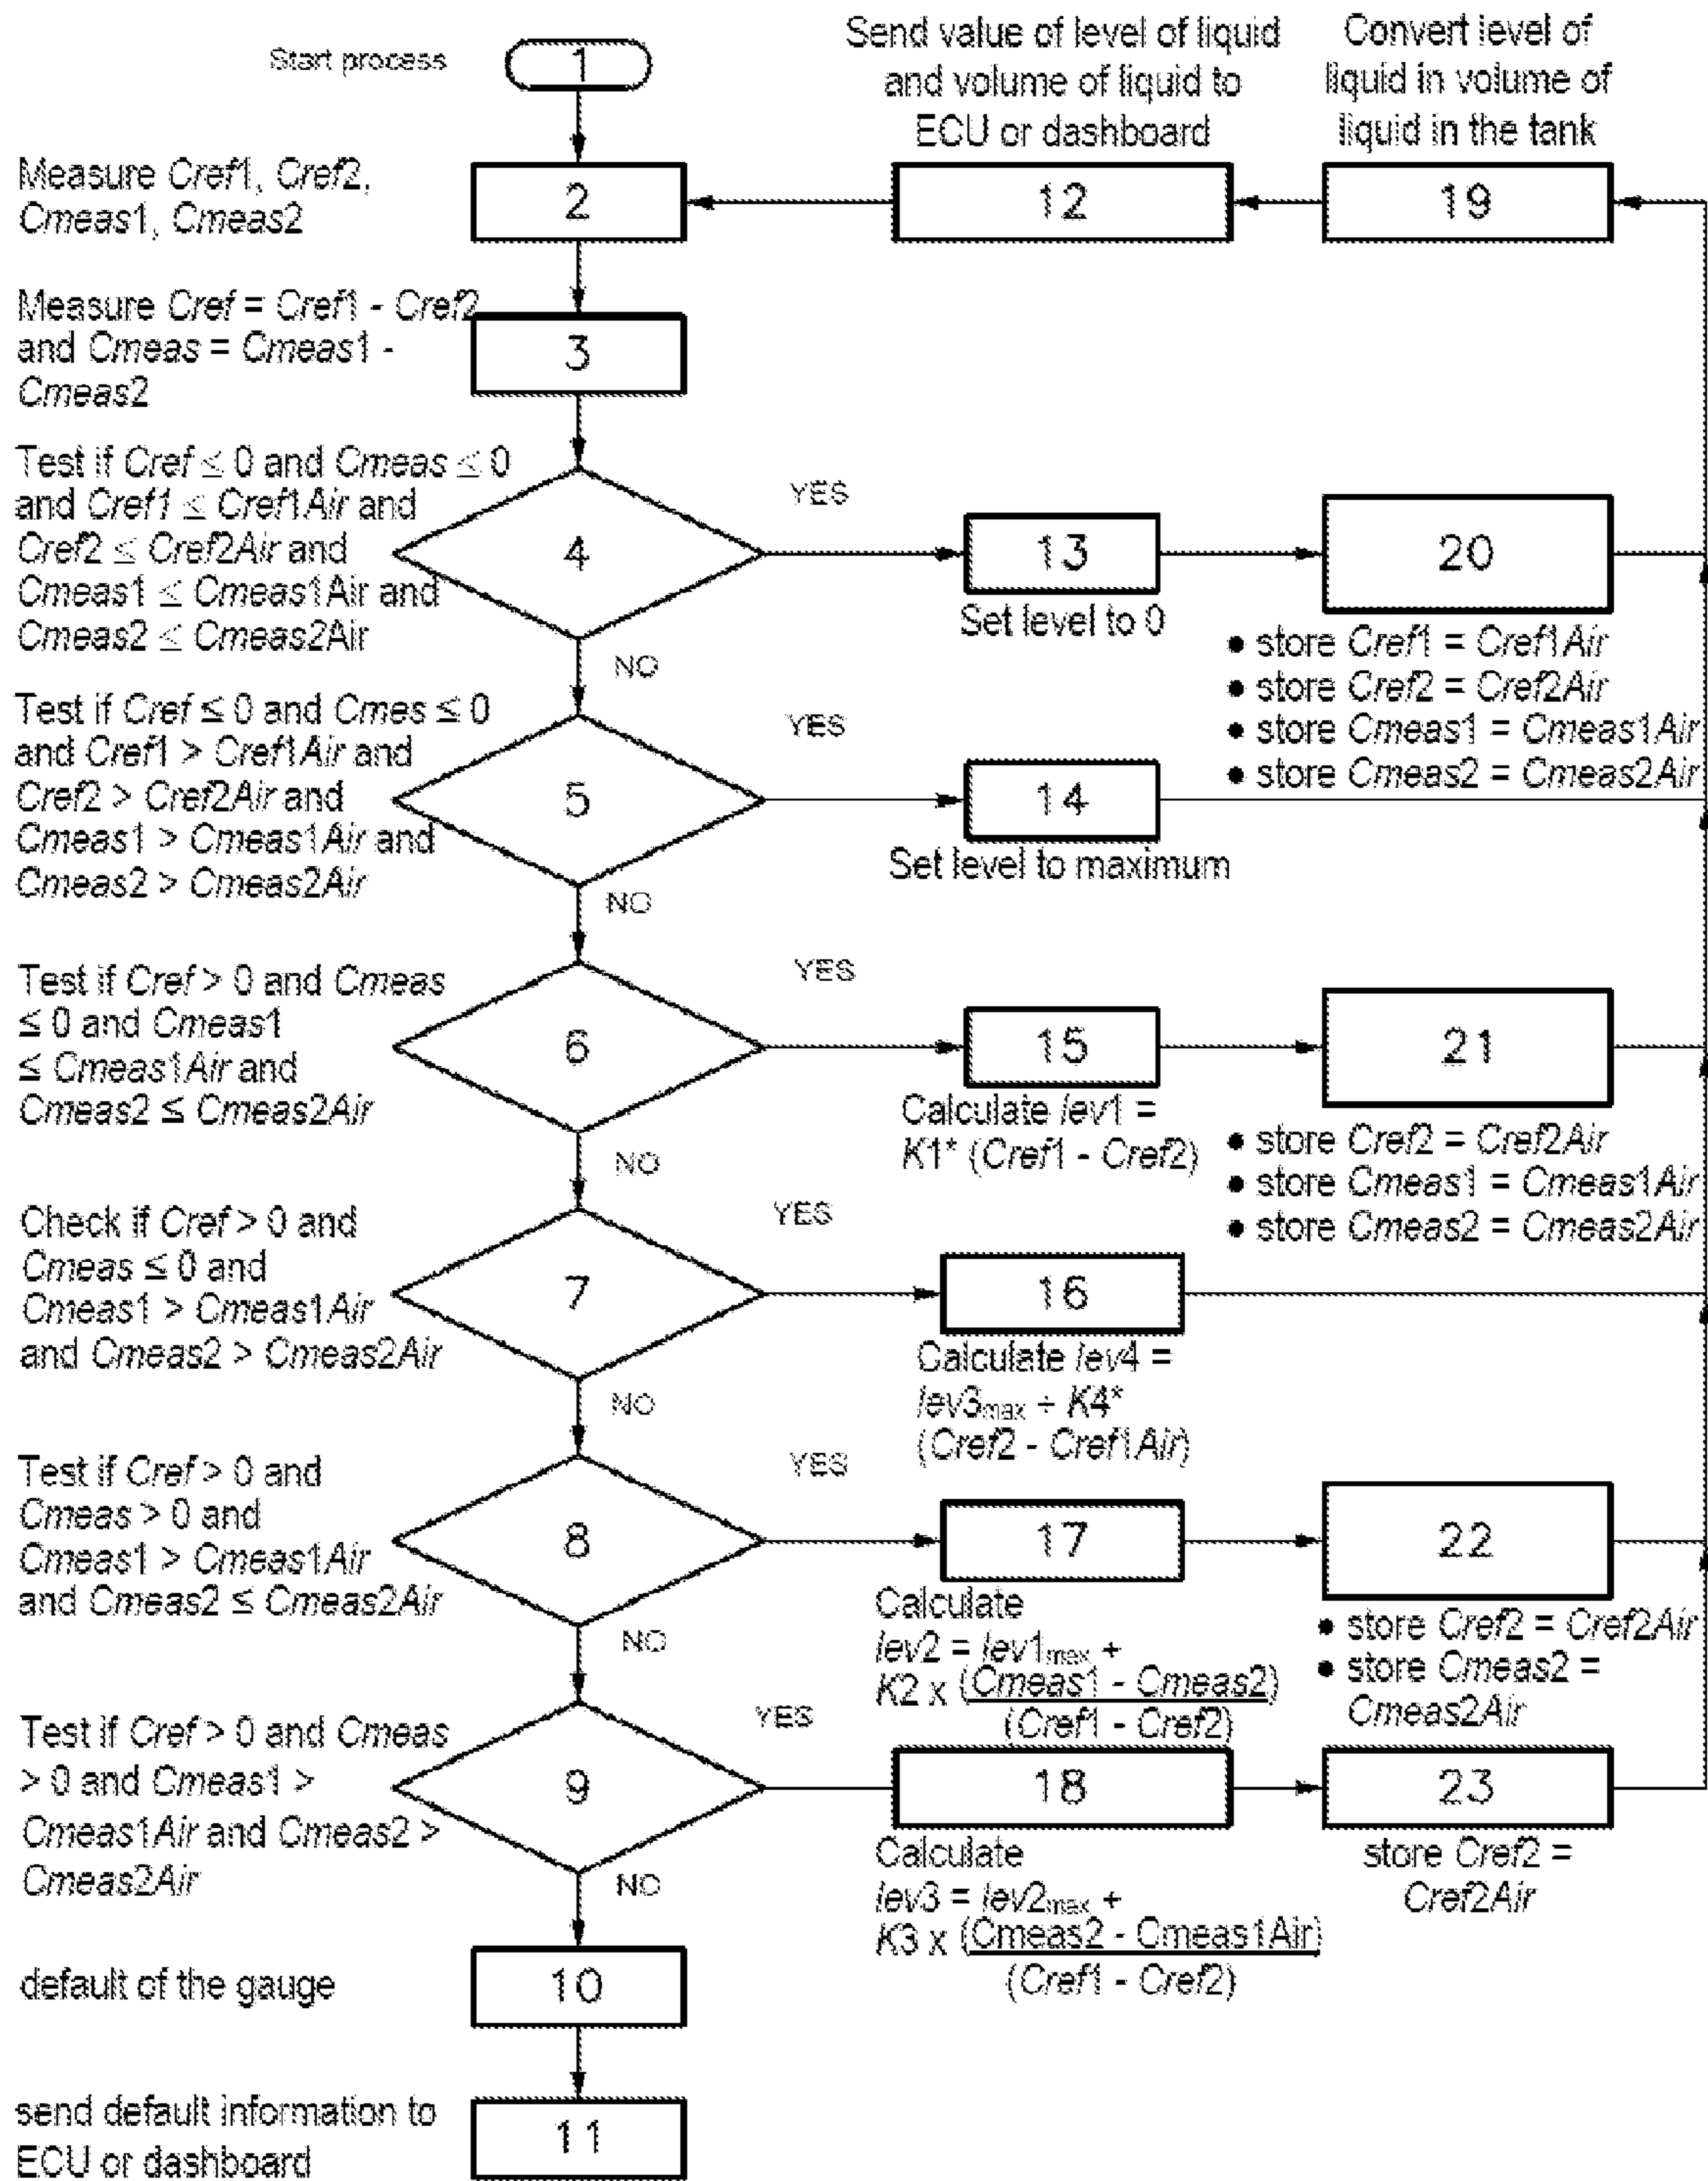 Start process
1
Send value of level of liquid
and volume of liquid to
ECU or dashboard
Convert level of
liquid in volume of
liquid in the tank
Measure Cref1, Cref2,
Cmeas1, Cmeas2
2
12
19
Measure Cref = Cref1 - Cref2
and Cmeas = Cmeas1 -
Cmeas2
3
Test if Cref ≤ 0 and Cmeas ≤ 0
and Cref1 ≤ Cref1Air and
Cref2 ≤ Cref2Air and
Cmeas1 ≤ Cmeas1Air and
Cmeas2 ≤ Cmeas2Air
4
YES
NO
13
Set level to 0
20
• store Cref1 = Cref1Air
• store Cref2 = Cref2Air
• store Cmeas1 = Cmeas1Air
• store Cmeas2 = Cmeas2Air
Test if Cref ≤ 0 and Cmes ≤ 0
and Cref1 > Cref1Air and
Cref2 > Cref2Air and
Cmeas1 > Cmeas1Air and
Cmeas2 > Cmeas2Air
5
YES
NO
14
Set level to maximum
Test if Cref > 0 and Cmeas
≤ 0 and Cmeas1
≤ Cmeas1Air and
Cmeas2 ≤ Cmeas2Air
6
YES
NO
15
Calculate lev1 =
K1* (Cref1 - Cref2)
21
• store Cref2 = Cref2Air
• store Cmeas1 = Cmeas1Air
• store Cmeas2 = Cmeas2Air
Check if Cref > 0 and
Cmeas ≤ 0 and
Cmeas1 > Cmeas1Air
and Cmeas2 > Cmeas2Air
7
YES
NO
16
Calculate lev4 =
lev3max + K4*
(Cref2 - Cref1Air)
Test if Cref > 0 and
Cmeas > 0 and
Cmeas1 > Cmeas1Air
and Cmeas2 ≤ Cmeas2Air
8
YES
NO
17
Calculate
lev2 = lev1max +
K2 x (Cmeas1 - Cmeas2)
(Cref1 - Cref2)
22
• store Cref2 = Cref2Air
• store Cmeas2 =
Cmeas2Air
Test if Cref > 0 and Cmeas
> 0 and Cmeas1 >
Cmeas1Air and Cmeas2 >
Cmeas2Air
9
YES
NO
18
Calculate
lev3 = lev2max +
K3 x (Cmeas2 - Cmeas1Air)
(Cref1 - Cref2)
23
store Cref2 =
Cref2Air
default of the gauge
10
send default information to
ECU or dashboard
11